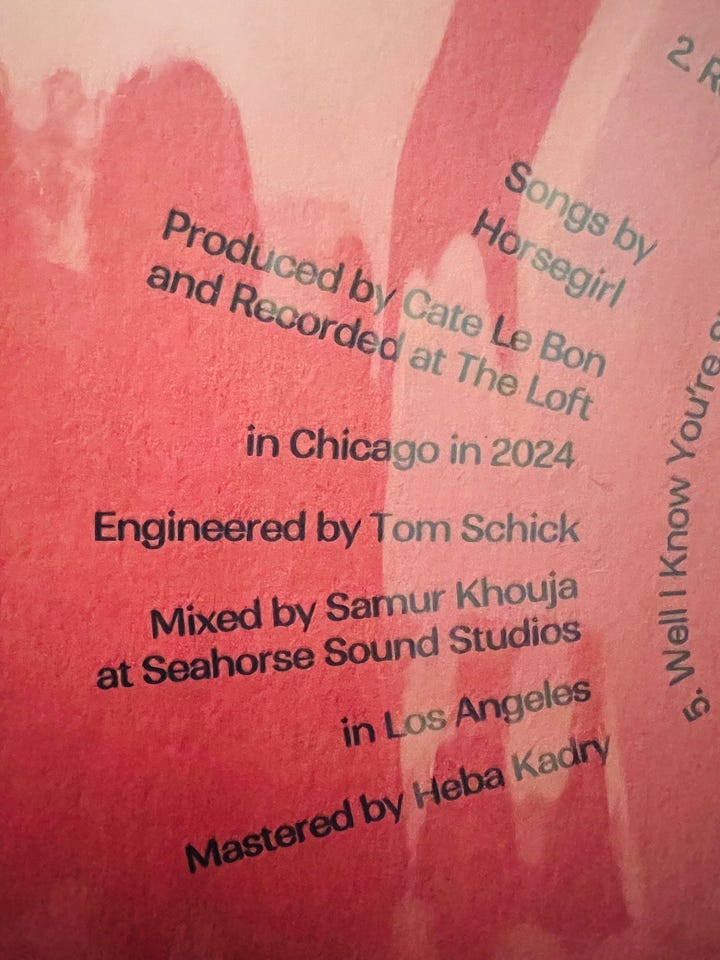 2
Songs by
Horsegirl
Produced by Cate Le Bon
and Recorded at The Loft
in Chicago in 2024
Engineered by Tom Schick
Mixed by Samur Khouja
at Seahorse Sound Studios
in Los Angeles
Mastered by Heba Kadry
5. Well I Know You're